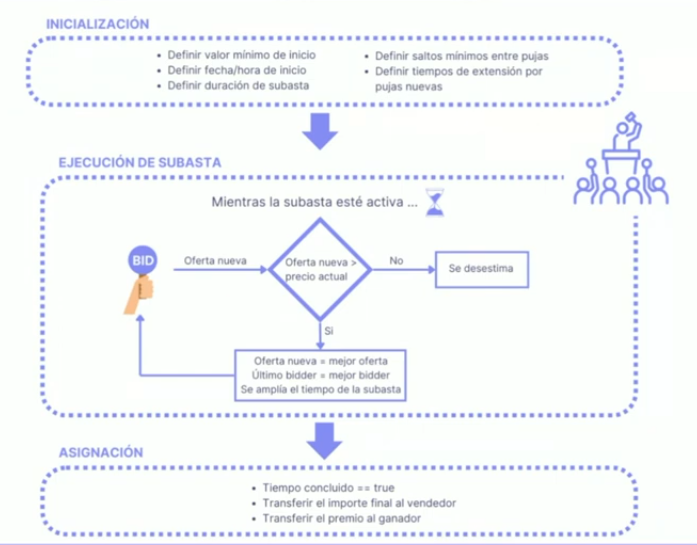 INICIALIZACIÓN
• Definir valor mínimo de inicio
• Definir fecha/hora de inicio
• Definir duración de subasta
• Definir saltos mínimos entre pujas
• Definir tiempos de extensión por
pujas nuevas
EJECUCIÓN DE SUBASTA
Mientras la subasta esté activa ...
BID
Oferta nueva
Oferta nueva >
precio actual
No
Se desestima
Si
Oferta nueva = mejor oferta
Último bidder = mejor bidder
Se amplía el tiempo de la subasta
ASIGNACIÓN
• Tiempo concluido == true
• Transferir el importe final al vendedor
• Transferir el premio al ganador